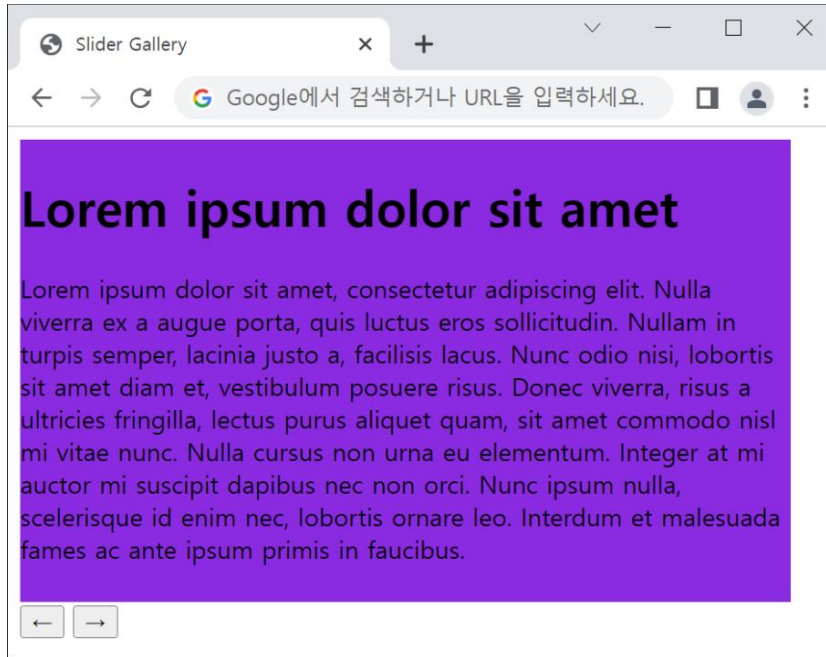 Slider Gallery
Google에서 검색하거나 URL을 입력하세요.
Lorem ipsum dolor sit amet
Lorem ipsum dolor sit amet, consectetur adipiscing elit. Nulla
viverra ex a augue porta, quis luctus eros sollicitudin. Nullam in
turpis semper, lacinia justo a, facilisis lacus. Nunc odio nisi, lobortis
sit amet diam et, vestibulum posuere risus. Donec viverra, risus a
ultricies fringilla, lectus purus aliquet quam, sit amet commodo nisl
mi vitae nunc. Nulla cursus non urna eu elementum. Integer at mi
auctor mi suscipit dapibus nec non orci. Nunc ipsum nulla,
scelerisque id enim nec, lobortis ornare leo. Interdum et malesuada
fames ac ante ipsum primis in faucibus.
← →